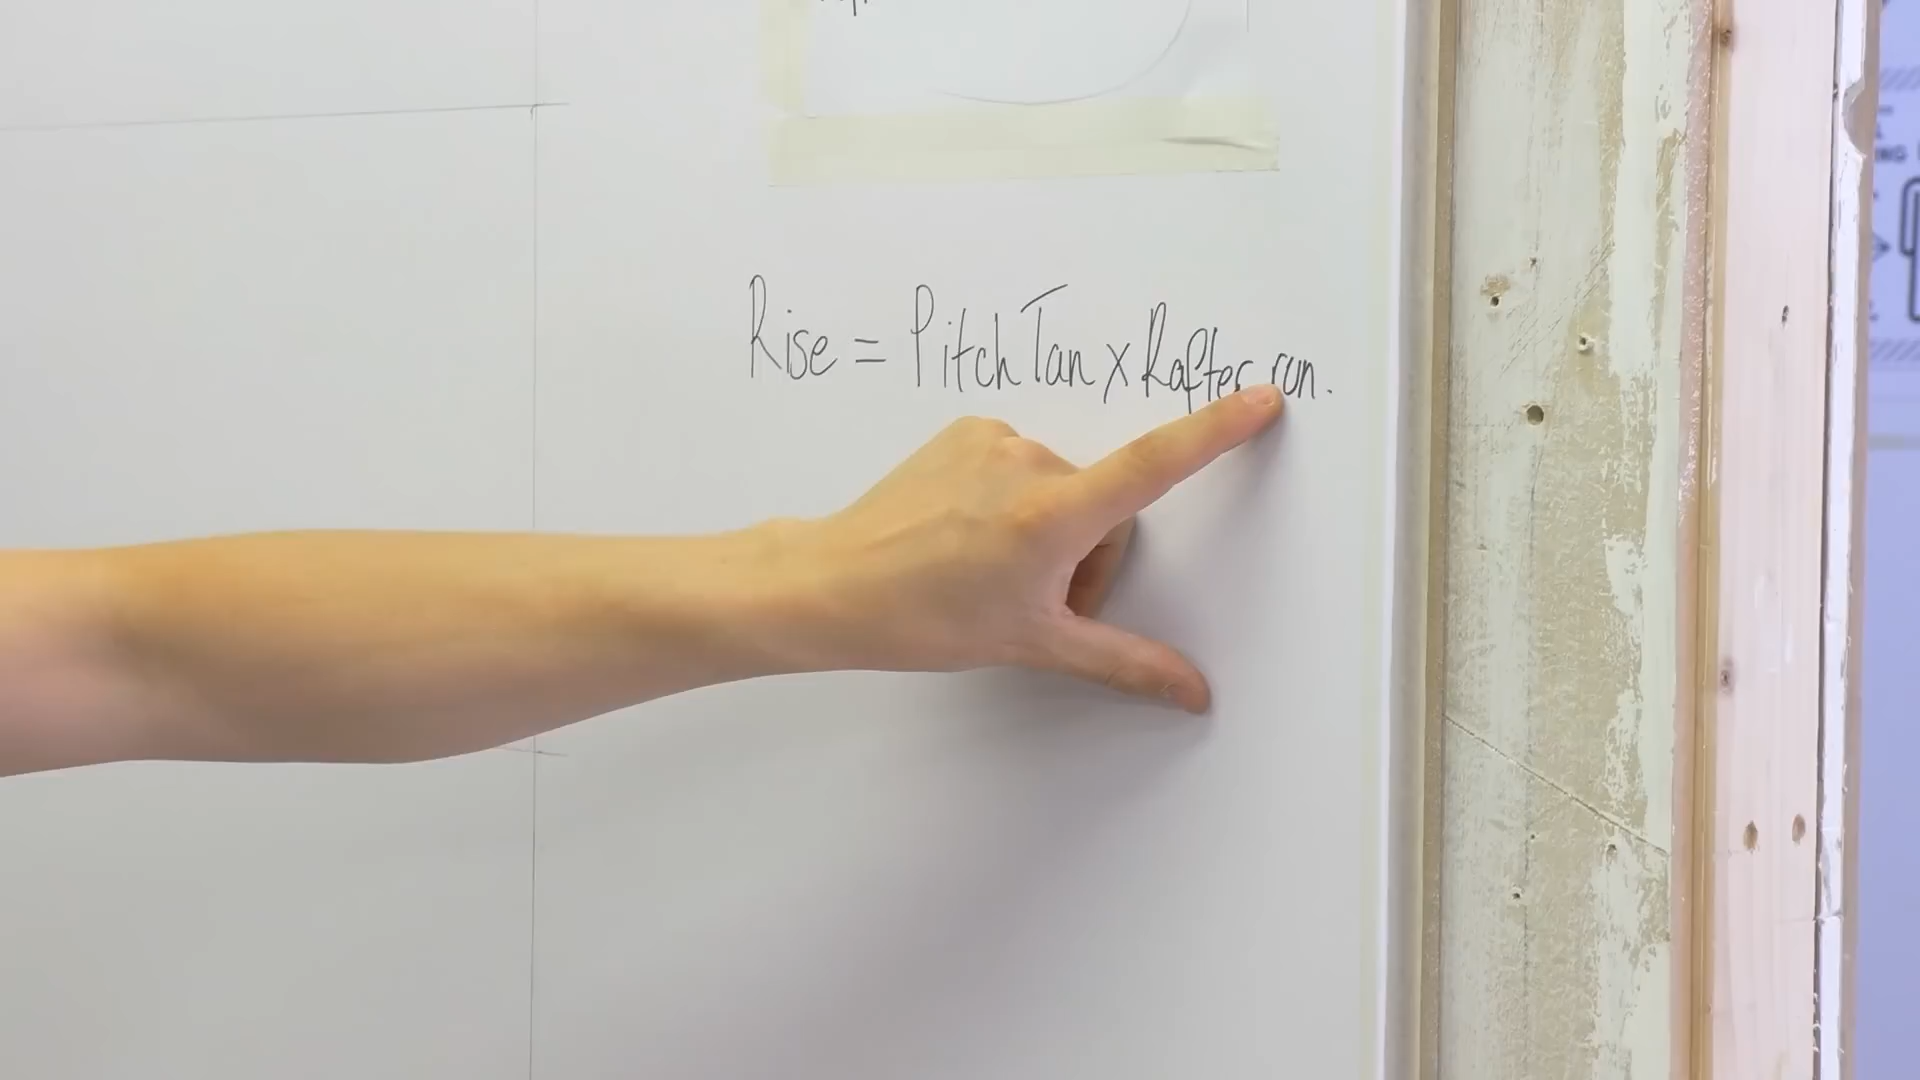 Rise = Pitch Tan x Rafter run.